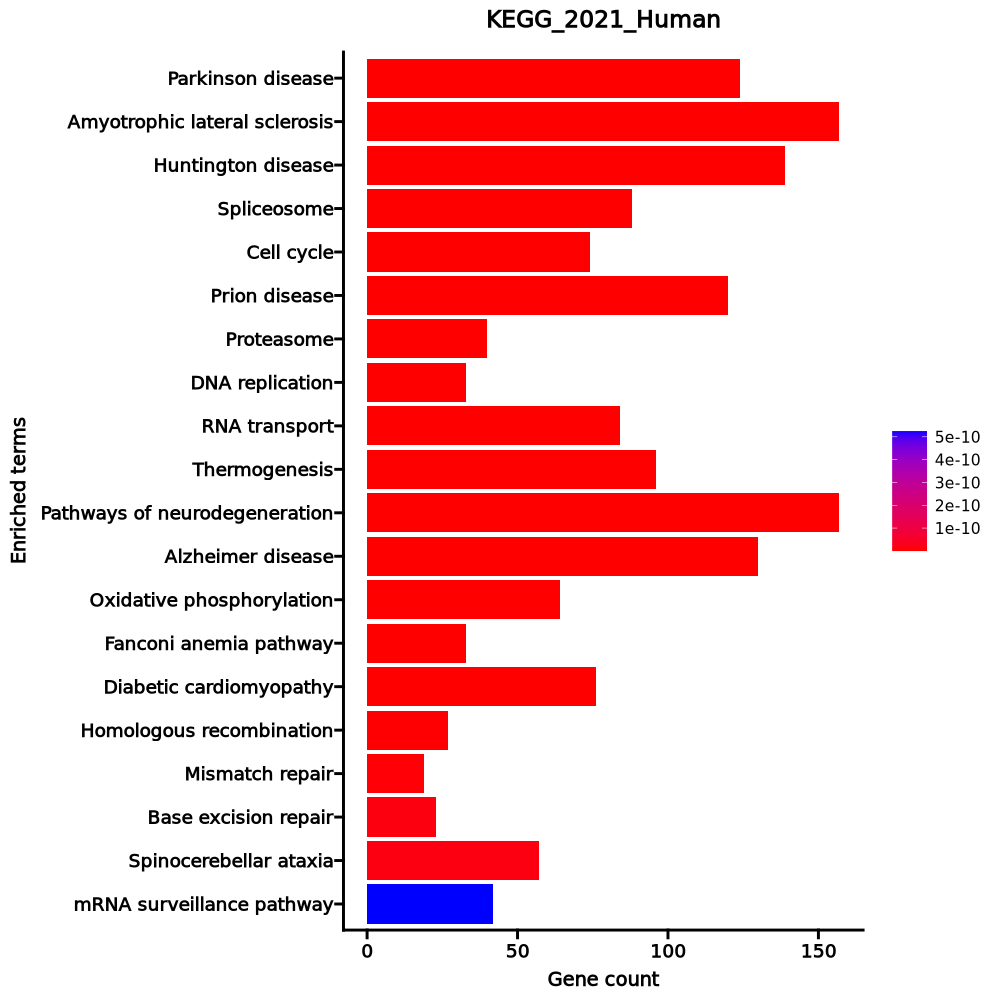 KEGG_2021_Human
Parkinson disease
Amyotrophic lateral sclerosis
Huntington disease
Spliceosome
Cell cycle
Prion disease
Proteasome
DNA replication
RNA transport
Thermogenesis
Pathways of neurodegeneration
Alzheimer disease
Oxidative phosphorylation
Fanconi anemia pathway
Diabetic cardiomyopathy
Homologous recombination
Mismatch repair
Base excision repair
Spinocerebellar ataxia
mRNA surveillance pathway
Enriched terms
0 50 100 150
Gene count
5e-10
4e-10
3e-10
2e-10
1e-10